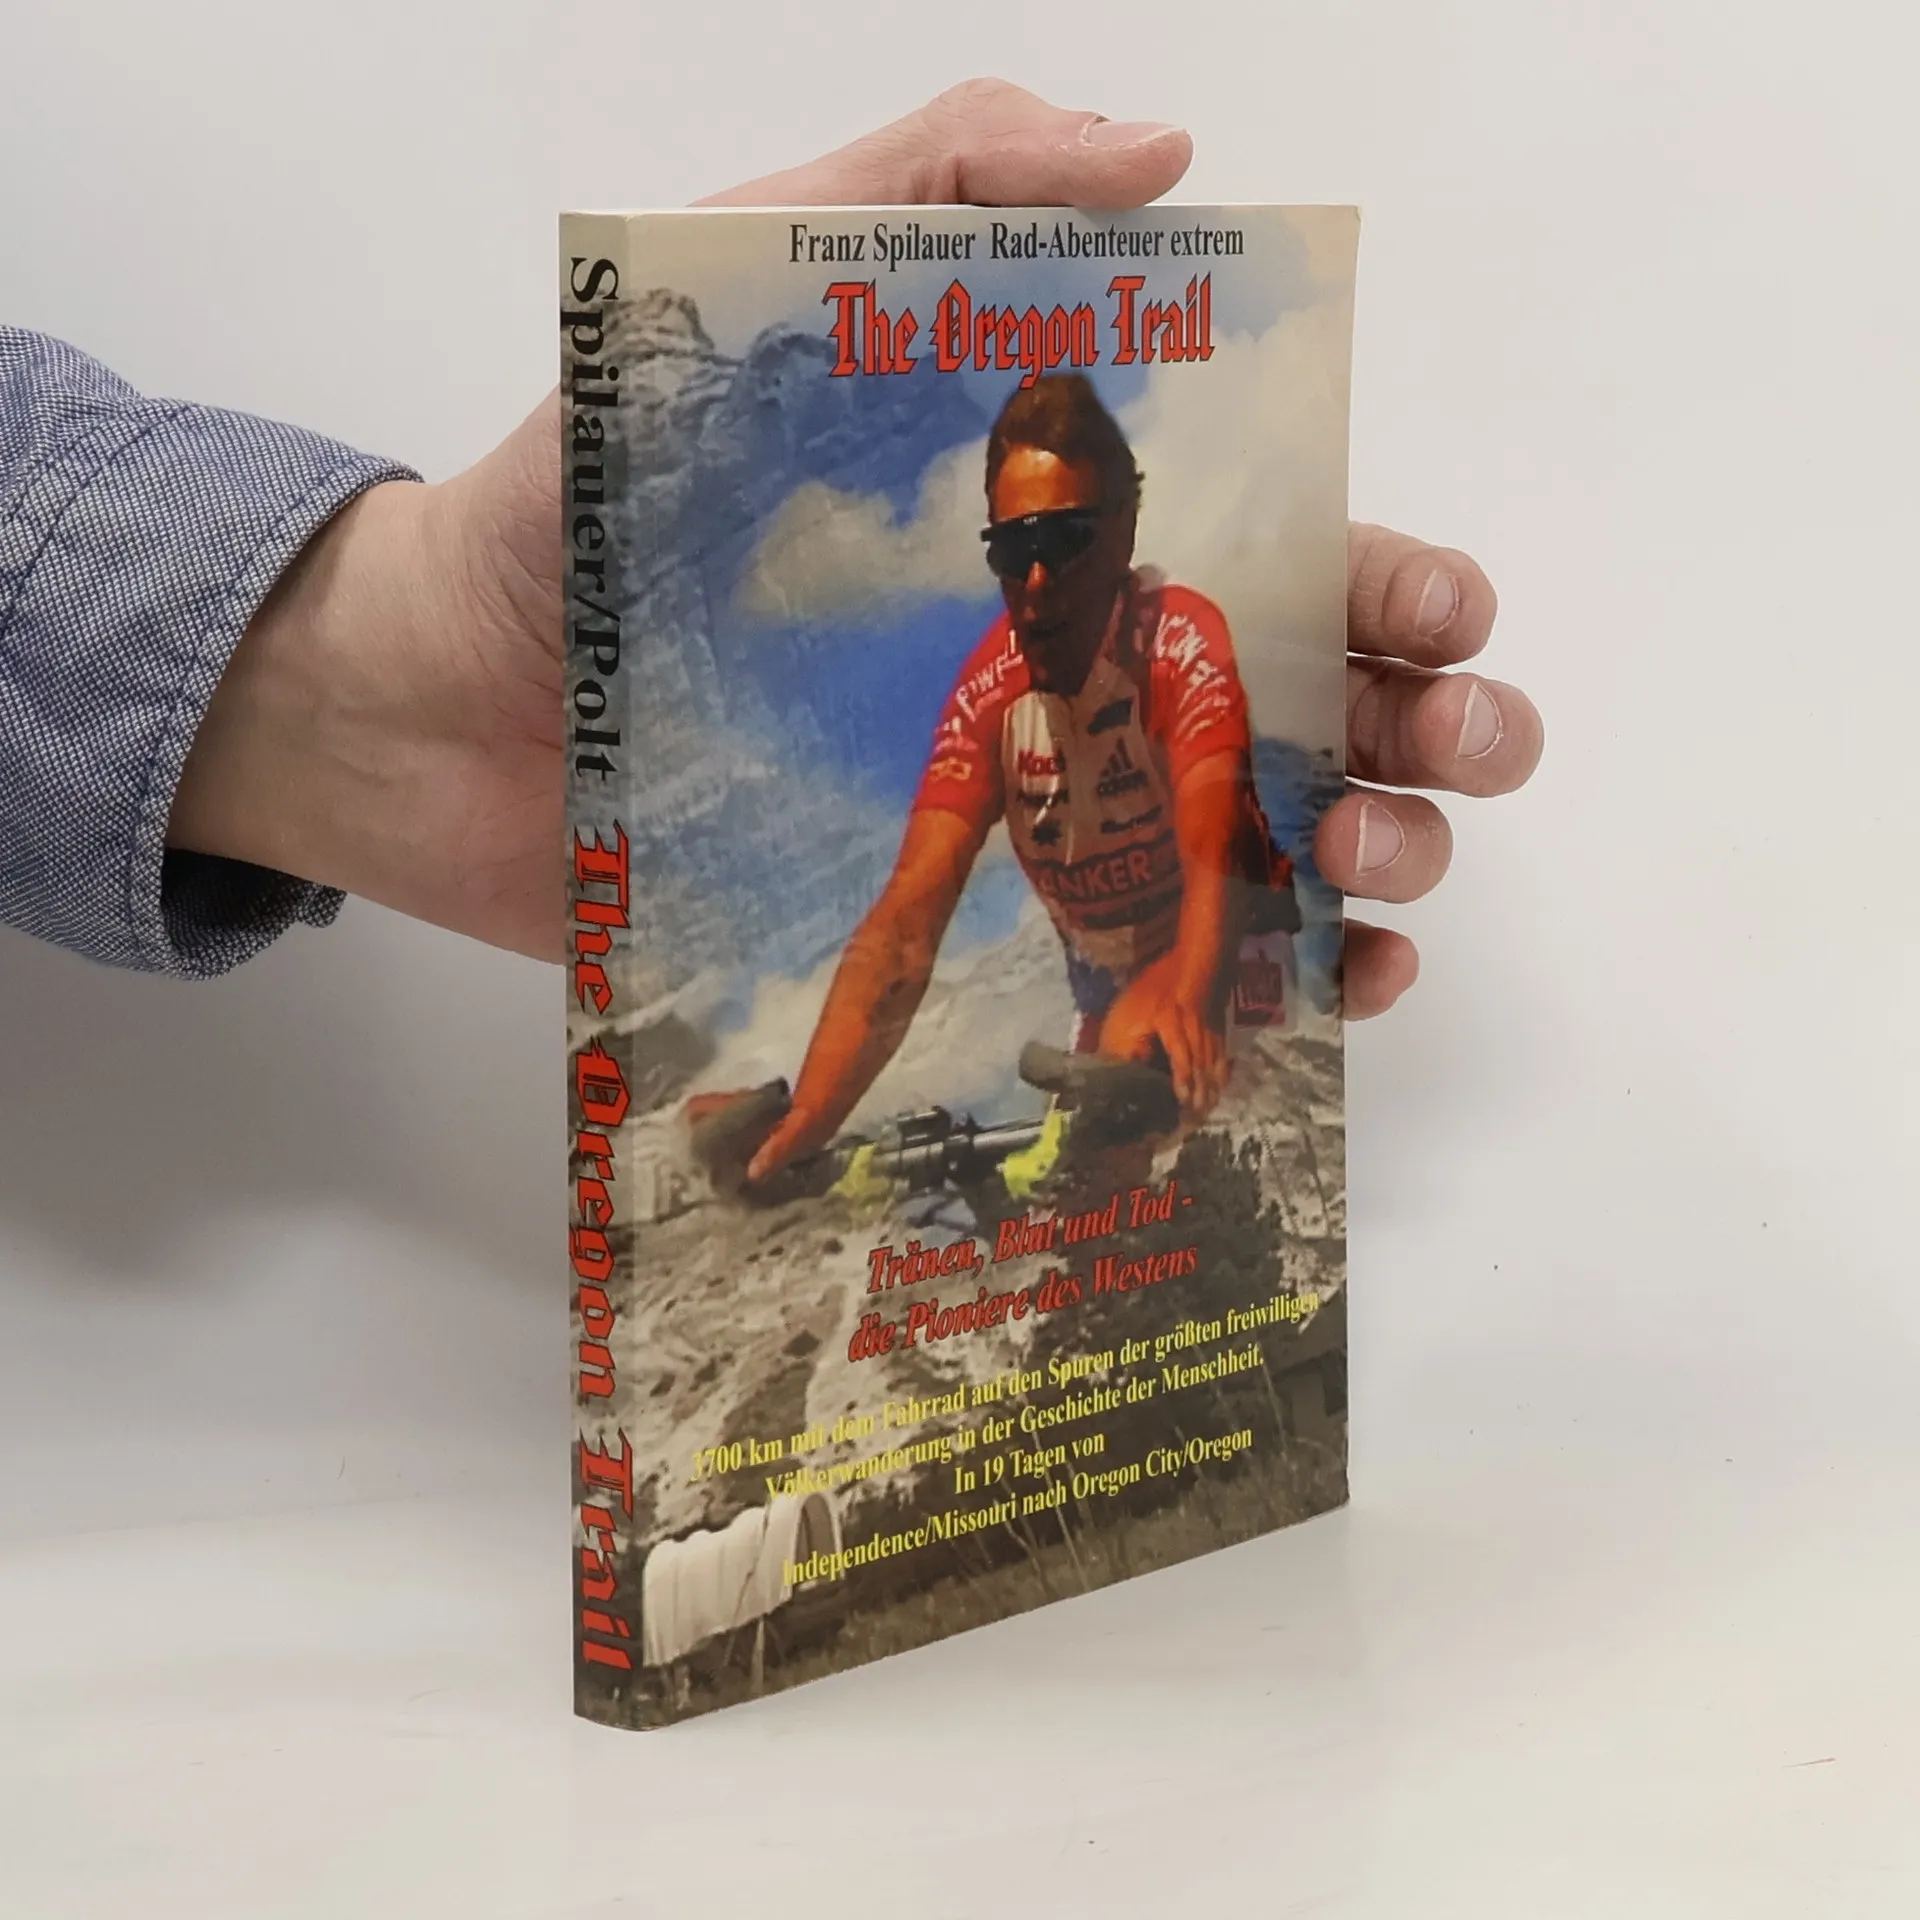 Franz Spilauer Rad-Abenteuer extrem
The Oregon Trail
ANKER
Tränen, Blut und Tod -
die Pioniere des Westens
3700 km mit dem Fahrrad auf den Spuren der größten freiwilligen
Völkerwanderung in der Geschichte der Menschheit.
In 19 Tagen von
Independence/Missouri nach Oregon City/Oregon
Spilauer/Polt The Oregon Trail